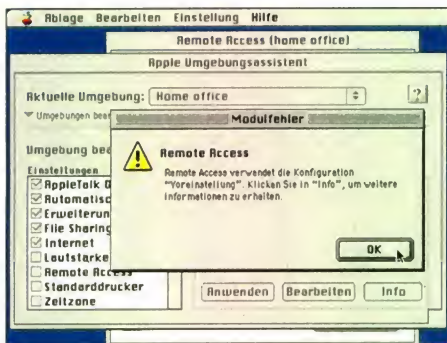 Ablage Bearbeiten Einstellung Hilfe
Remote Access (home office)
Apple Umgebungsassistent
Aktuelle Umgebung: Home office
?
Umgebungen bear
Modulfehler
Umgebung bea
Einstellungen
AppleTalk
Automatisc
Erweiterun
File Sharing
Internet
Lautstärke
Remote Access
Standarddrucker
Zeitzone
Remote Access
Remote Access verwendet die Konfiguration
"Voreinstellung". Klicken Sie in "Info", um weitere
Informationen zu erhalten.
OK
Anwenden Bearbeiten Info